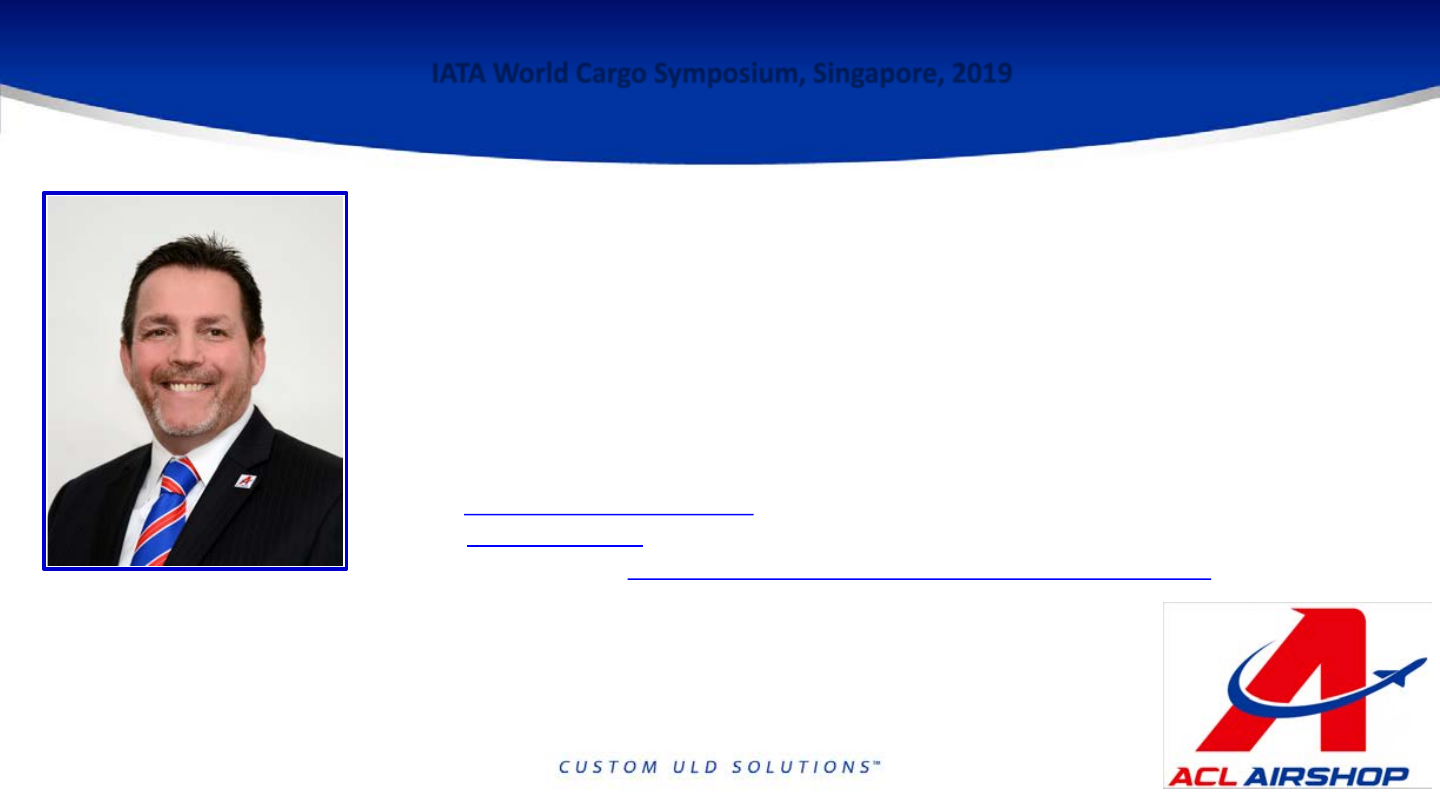 IATA World Cargo Symposium, Singapore, 2019
A
CUSTOM ULD SOLUTIONS™
ACL AIRSHOP